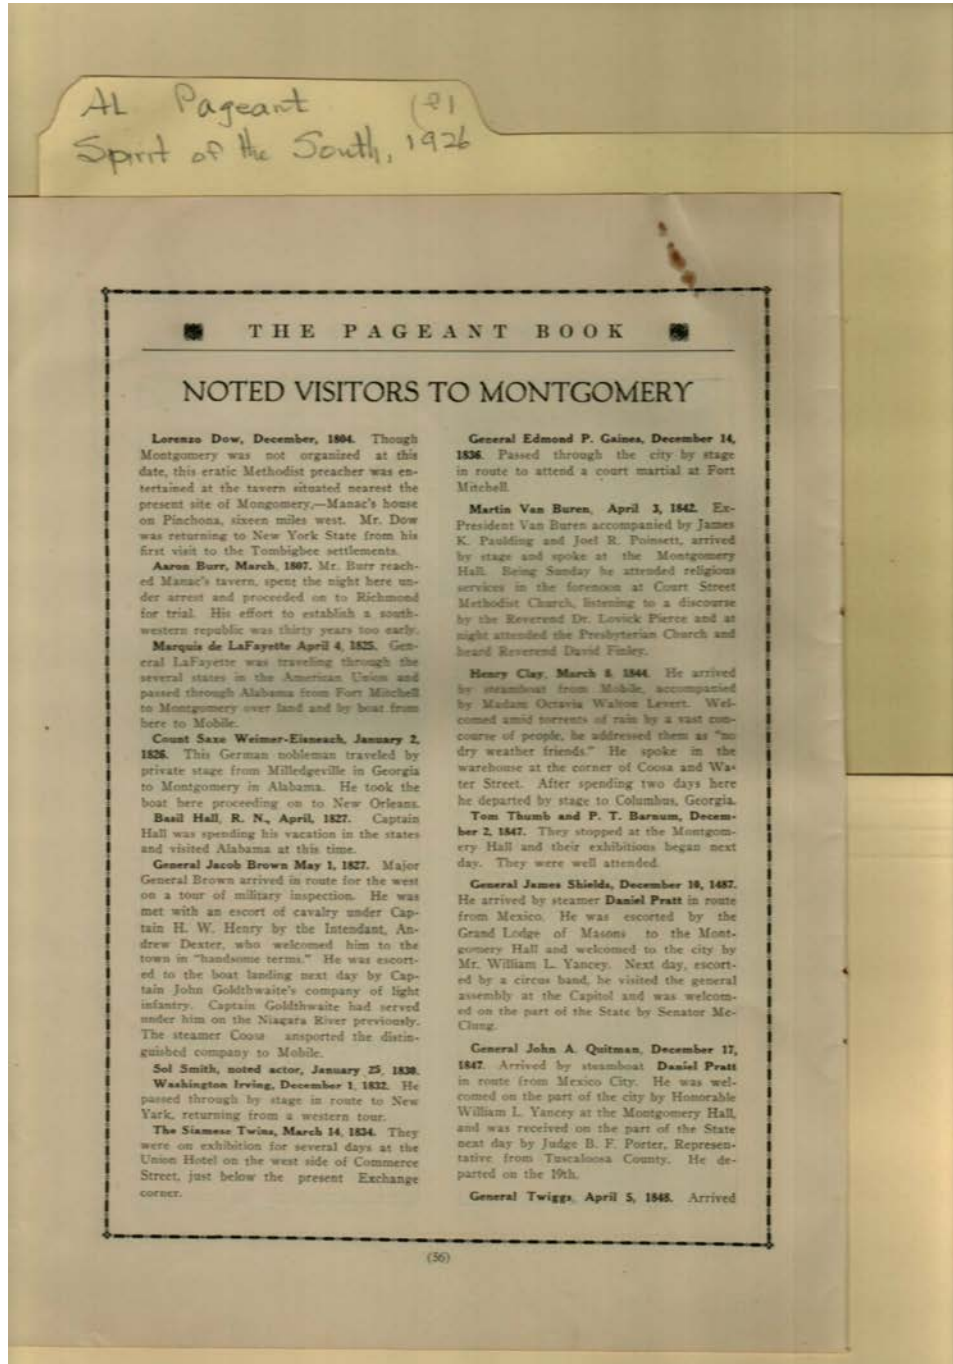 AL Pageant (P1
Spirit of the South, 1926
THE PAGEANT BOOK
NOTED VISITORS TO MONTGOMERY
Lorenzo Dow, December, 1804. Though
Montgomery was not organized at this
date, this eratic Methodist preacher was en-
tertained at the tavern situated nearest the
present site of Mongomery,—Manac's house
on Pinchona, sixeen miles west. Mr. Dow
was returning to New York State from his
first visit to the Tombigbee settlements.
Aaron Burr, March, 1807. Mr. Burr reach-
ed Manac's tavern, spent the night here un-
der arrest and proceeded on to Richmond
for trial. His effort to establish a south-
western republic was thirty years too early.
Marquis de LaFayette April 4, 1825. Gen-
eral LaFayette was traveling through the
several states in the American Union and
passed through Alabama from Fort Mitchell
to Montgomery over land and by boat from
here to Mobile.
Count Saxe Weimer-Eisneach, January 2,
1826. This German nobleman traveled by
private stage from Milledgeville in Georgia
to Montgomery in Alabama. He took the
boat here proceeding on to New Orleans.
Basil Hall, R. N., April, 1827. Captain
Hall was spending his vacation in the states
and visited Alabama at this time.
General Jacob Brown May 1, 1827. Major
General Brown arrived in route for the west
on a tour of military inspection. He was
met with an escort of cavalry under Cap-
tain H. W. Henry by the Intendant, An-
drew Dexter, who welcomed him to the
town in "handsome terms." He was escort-
ed to the boat landing next day by Cap-
tain John Goldthwaite's company of light
infantry. Captain Goldthwaite had served
under him on the Niagara River previously.
The steamer Coosa ansported the distin-
guished company to Mobile.
Sol Smith, noted actor, January 25, 1830.
Washington Irving, December 1, 1832. He
passed through by stage in route to New
Yark, returning from a western tour.
The Siamese Twins, March 14, 1834. They
were on exhibition for several days at the
Union Hotel on the west side of Commerce
Street, just below the present Exchange
corner.
General Edmond P. Gaines, December 14,
1836. Passed through the city by stage
in route to attend a court martial at Fort
Mitchell.
Martin Van Buren, April 3, 1842. Ex-
President Van Buren accompanied by James
K. Paulding and Joel R. Poinsett, arrived
by stage and spoke at the Montgomery
Hall. Being Sunday he attended religious
services in the forenoon at Court Street
Methodist Church, listening to a discourse
by the Reverend Dr. Lovick Pierce and at
night attended the Presbyterian Church and
heard Reverend David Finley.
Henry Clay, March 8, 1844. He arrived
by steamboat from Mobile, accompanied
by Madam Octavia Walton Levert. Wel-
comed amid torrents of rain by a vast con-
course of people, he addressed them as "no
dry weather friends." He spoke in the
warehouse at the corner of Coosa and Wa-
ter Street. After spending two days here
he departed by stage to Columbus, Georgia.
Tom Thumb and P. T. Barnum, Decem-
ber 2, 1847. They stopped at the Montgom-
ery Hall and their exhibitions began next
day. They were well attended.
General James Shields, December 10, 1487.
He arrived by steamer Daniel Pratt in route
from Mexico. He was escorted by the
Grand Lodge of Masons to the Mont-
gomery Hall and welcomed to the city by
Mr. William L. Yancey. Next day, escort-
ed by a circus band, he visited the general
assembly at the Capitol and was welcom-
ed on the part of the State by Senator Mc-
Clung.
General John A. Quitman, December 17,
1847. Arrived by steamboat Daniel Pratt
in route from Mexico City. He was wel-
comed on the part of the city by Honorable
William L. Yancey at the Montgomery Hall,
and was received on the part of the State
next day by Judge B. F. Porter, Represen-
tative from Tuscaloosa County. He de-
parted on the 19th.
General Twiggs, April 5, 1848. Arrived
(56)